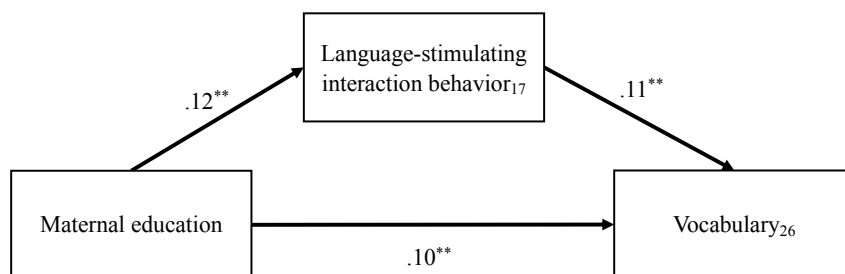 Language-stimulating
interaction behavior₁₇
.12**
.11**
Maternal education
Vocabulary₂₆
.10**